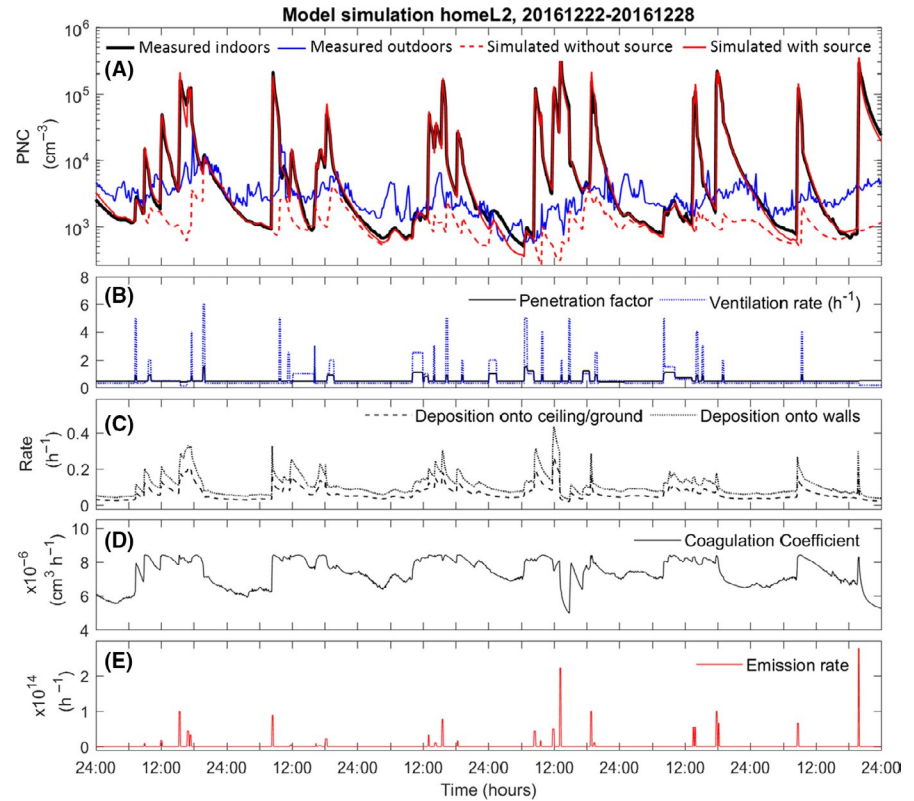 Model simulation homeL2, 20161222-20161228
10^6
Measured indoors Measured outdoors Simulated without source Simulated with source
(A)
10^5
PNC
(cm^-3)
10^4
10^3
8
(B)
Penetration factor Ventilation rate (h^-1)
6
4
2
0
(C)
Deposition onto ceiling/ground Deposition onto walls
0.4
Rate
(h^-1)
0.2
0
10
(D)
Coagulation Coefficient
x10^-6
(cm^3 h^-1)
8
6
4
(E)
Emission rate
x10^14
(h^-1)
2
1
0
24:00 12:00 24:00 12:00 24:00 12:00 24:00 12:00 24:00 12:00 24:00 12:00 24:00
Time (hours)